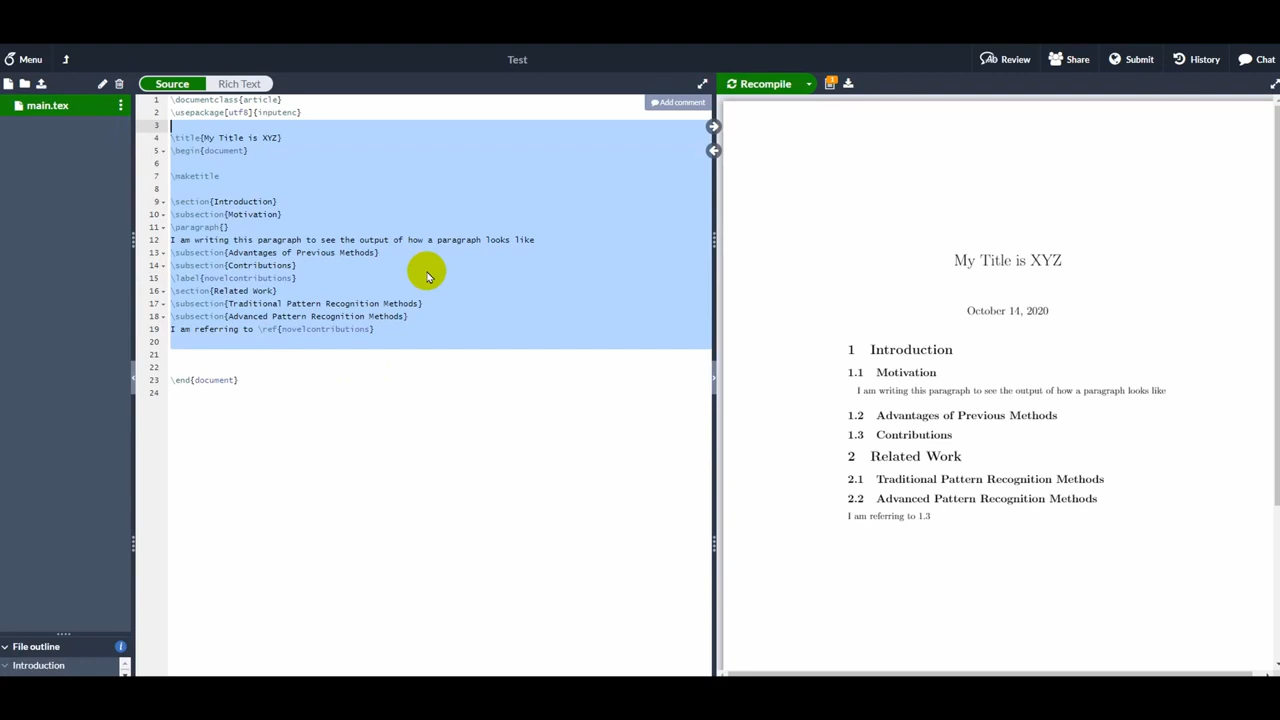 Menu
Test
Review
Share
Submit
History
Chat
Source
Rich Text
Recompile
main.tex
Add comment
1 \documentclass{article}
2 \usepackage[utf8]{inputenc}
3
4 \title{My Title is XYZ}
5 \begin{document}
6
7 \maketitle
8
9 \section{Introduction}
10 \subsection{Motivation}
11 \paragraph{}
12 I am writing this paragraph to see the output of how a paragraph looks like
13 \subsection{Advantages of Previous Methods}
14 \subsection{Contributions}
15 \label{novelcontributions}
16 \section{Related Work}
17 \subsection{Traditional Pattern Recognition Methods}
18 \subsection{Advanced Pattern Recognition Methods}
19 I am referring to \ref{novelcontributions}
20
21
22
23 \end{document}
24
My Title is XYZ
October 14, 2020
1 Introduction
1.1 Motivation
I am writing this paragraph to see the output of how a paragraph looks like
1.2 Advantages of Previous Methods
1.3 Contributions
2 Related Work
2.1 Traditional Pattern Recognition Methods
2.2 Advanced Pattern Recognition Methods
I am referring to 1.3
File outline
Introduction